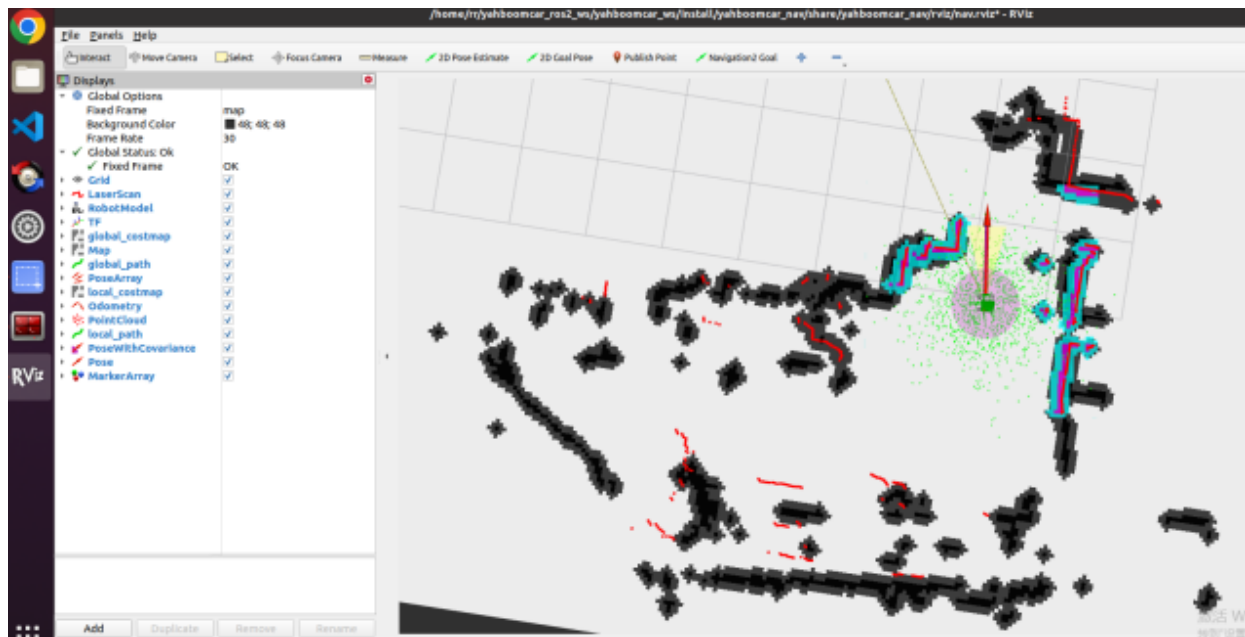 /home/rr/yahboomcar_ros2_ws/yahboomcar_ws/install/yahboomcar_nav/share/yahboomcar_nav/rviz/nav.rviz* - RViz
File Panels Help
Interact Move Camera Select Focus Camera Measure 2D Pose Estimate 2D Goal Pose Publish Point Navigation2 Goal
Displays
Global Options
Fixed Frame map
Background Color 48; 48; 48
Frame Rate 30
Global Status: Ok
Fixed Frame OK
Grid
LaserScan
RobotModel
TF
global_costmap
Map
global_path
PoseArray
local_costmap
Odometry
PointCloud
local_path
PoseWithCovariance
Pose
MarkerArray
RViz
Add Duplicate Remove Rename
激活 W